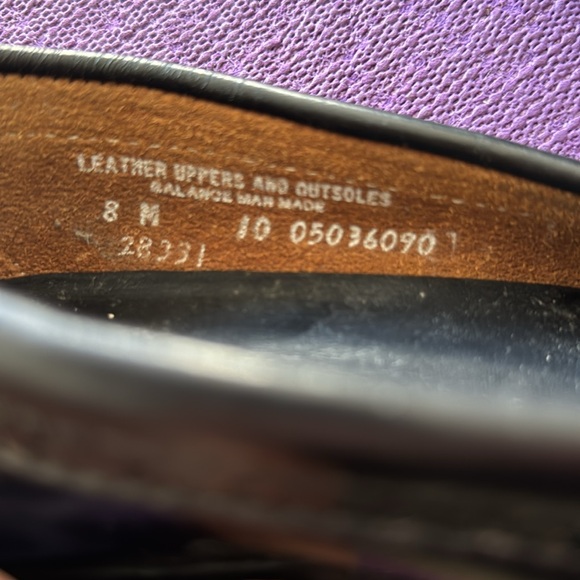 LEATHER UPPERS AND OUTSOLES
BALANCE MAN MADE
8 M 10 05036090
28331